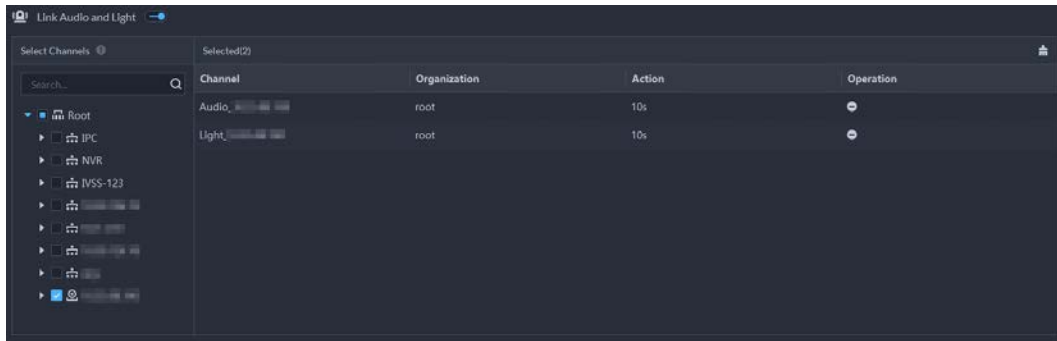 Link Audio and Light
Select Channels
Selected(2)
Search...
Channel Organization Action Operation
Root
Audio_ root 10s
IPC
Light_ root 10s
NVR
IVSS-123